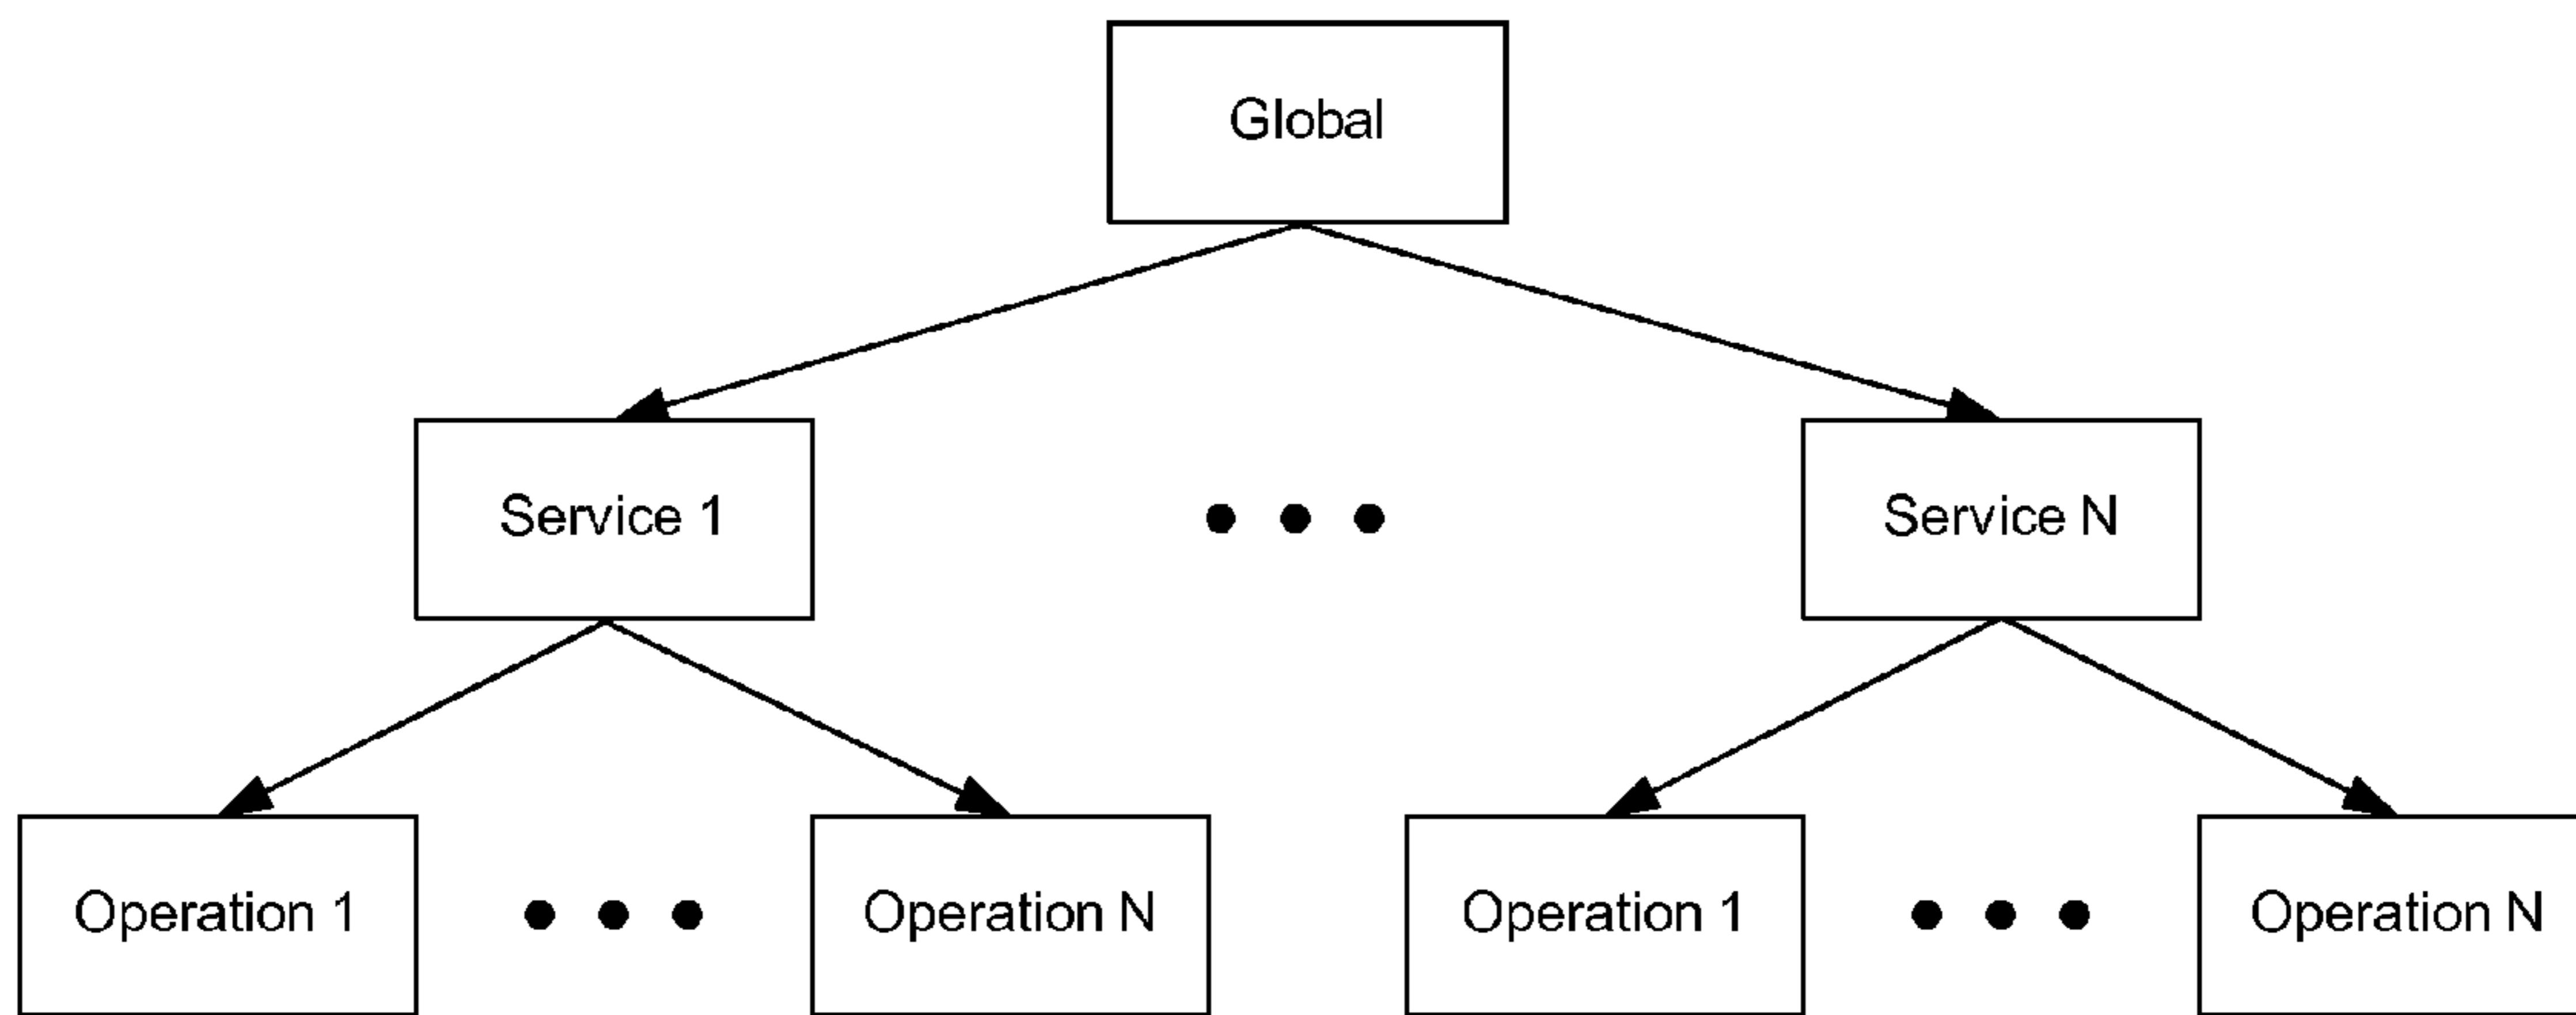 Global
Service 1
Service N
Operation 1
Operation N
Operation 1
Operation N